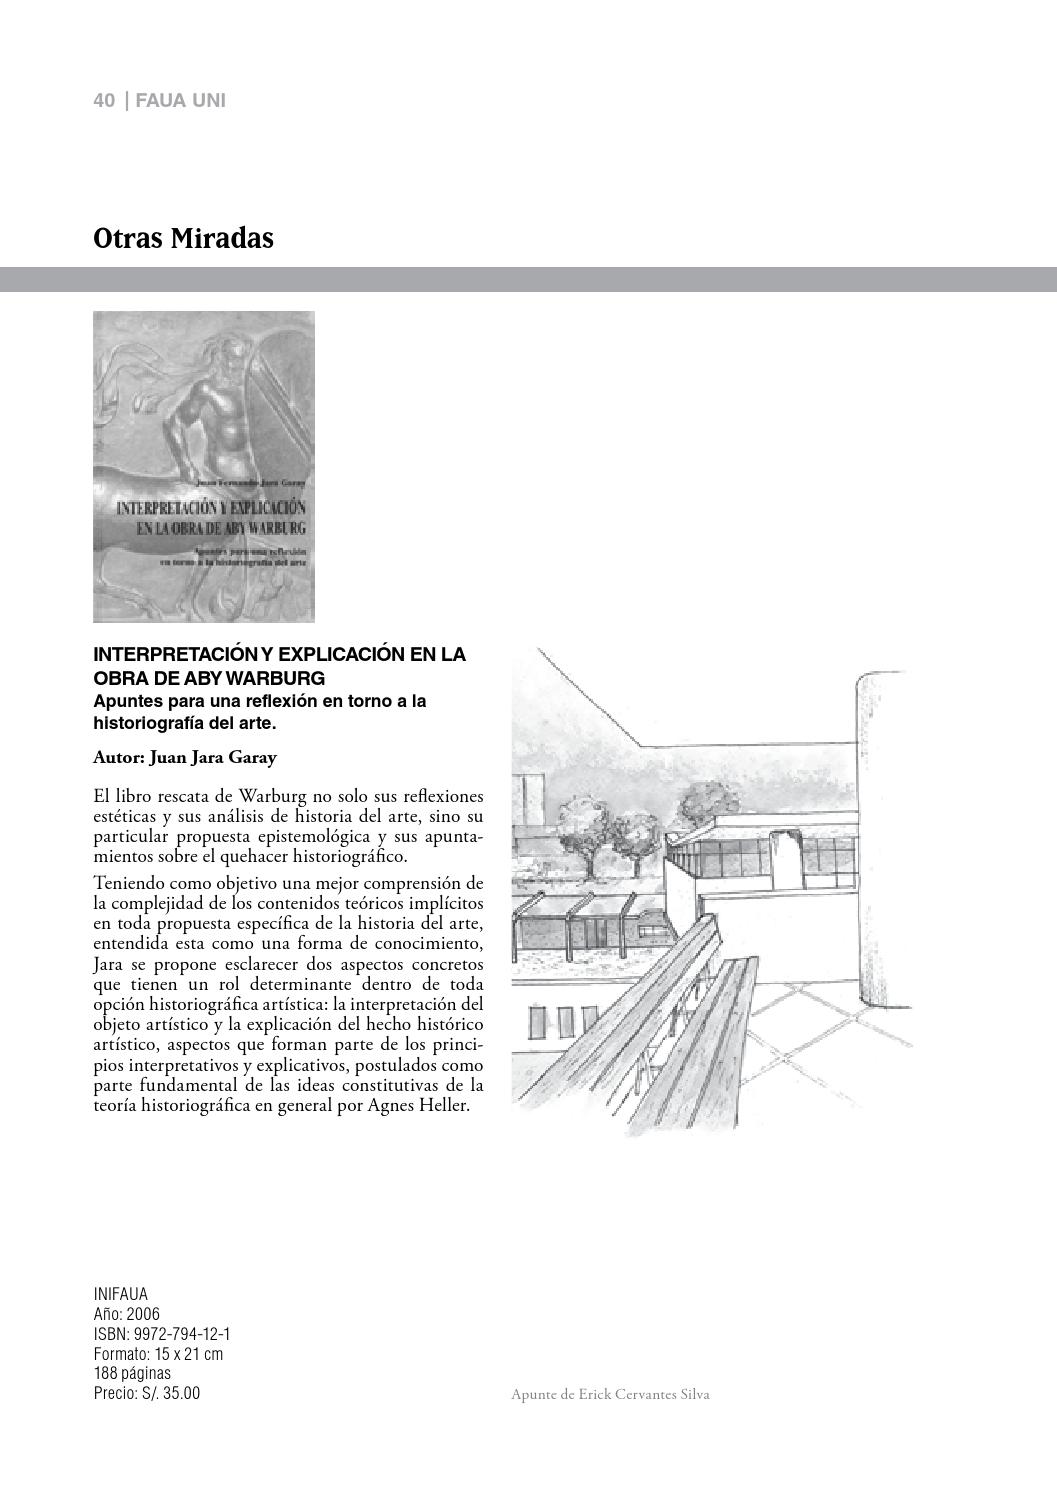 40 | FAUA UNI
Otras Miradas
Juan Fernando Jara Garay
INTERPRETACIÓN Y EXPLICACIÓN
EN LA OBRA DE ABY WARBURG
Apuntes para una reflexión
en torno a la historiografía del arte
INTERPRETACIÓN Y EXPLICACIÓN EN LA
OBRA DE ABY WARBURG
Apuntes para una reflexión en torno a la
historiografía del arte.
Autor: Juan Jara Garay
El libro rescata de Warburg no solo sus reflexiones
estéticas y sus análisis de historia del arte, sino su
particular propuesta epistemológica y sus apunta-
mientos sobre el quehacer historiográfico.
Teniendo como objetivo una mejor comprensión de
la complejidad de los contenidos teóricos implícitos
en toda propuesta específica de la historia del arte,
entendida esta como una forma de conocimiento,
Jara se propone esclarecer dos aspectos concretos
que tienen un rol determinante dentro de toda
opción historiográfica artística: la interpretación del
objeto artístico y la explicación del hecho histórico
artístico, aspectos que forman parte de los princi-
pios interpretativos y explicativos, postulados como
parte fundamental de las ideas constitutivas de la
teoría historiográfica en general por Agnes Heller.
INIFAUA
Año: 2006
ISBN: 9972-794-12-1
Formato: 15 x 21 cm
188 páginas
Precio: S/. 35.00
Apunte de Erick Cervantes Silva